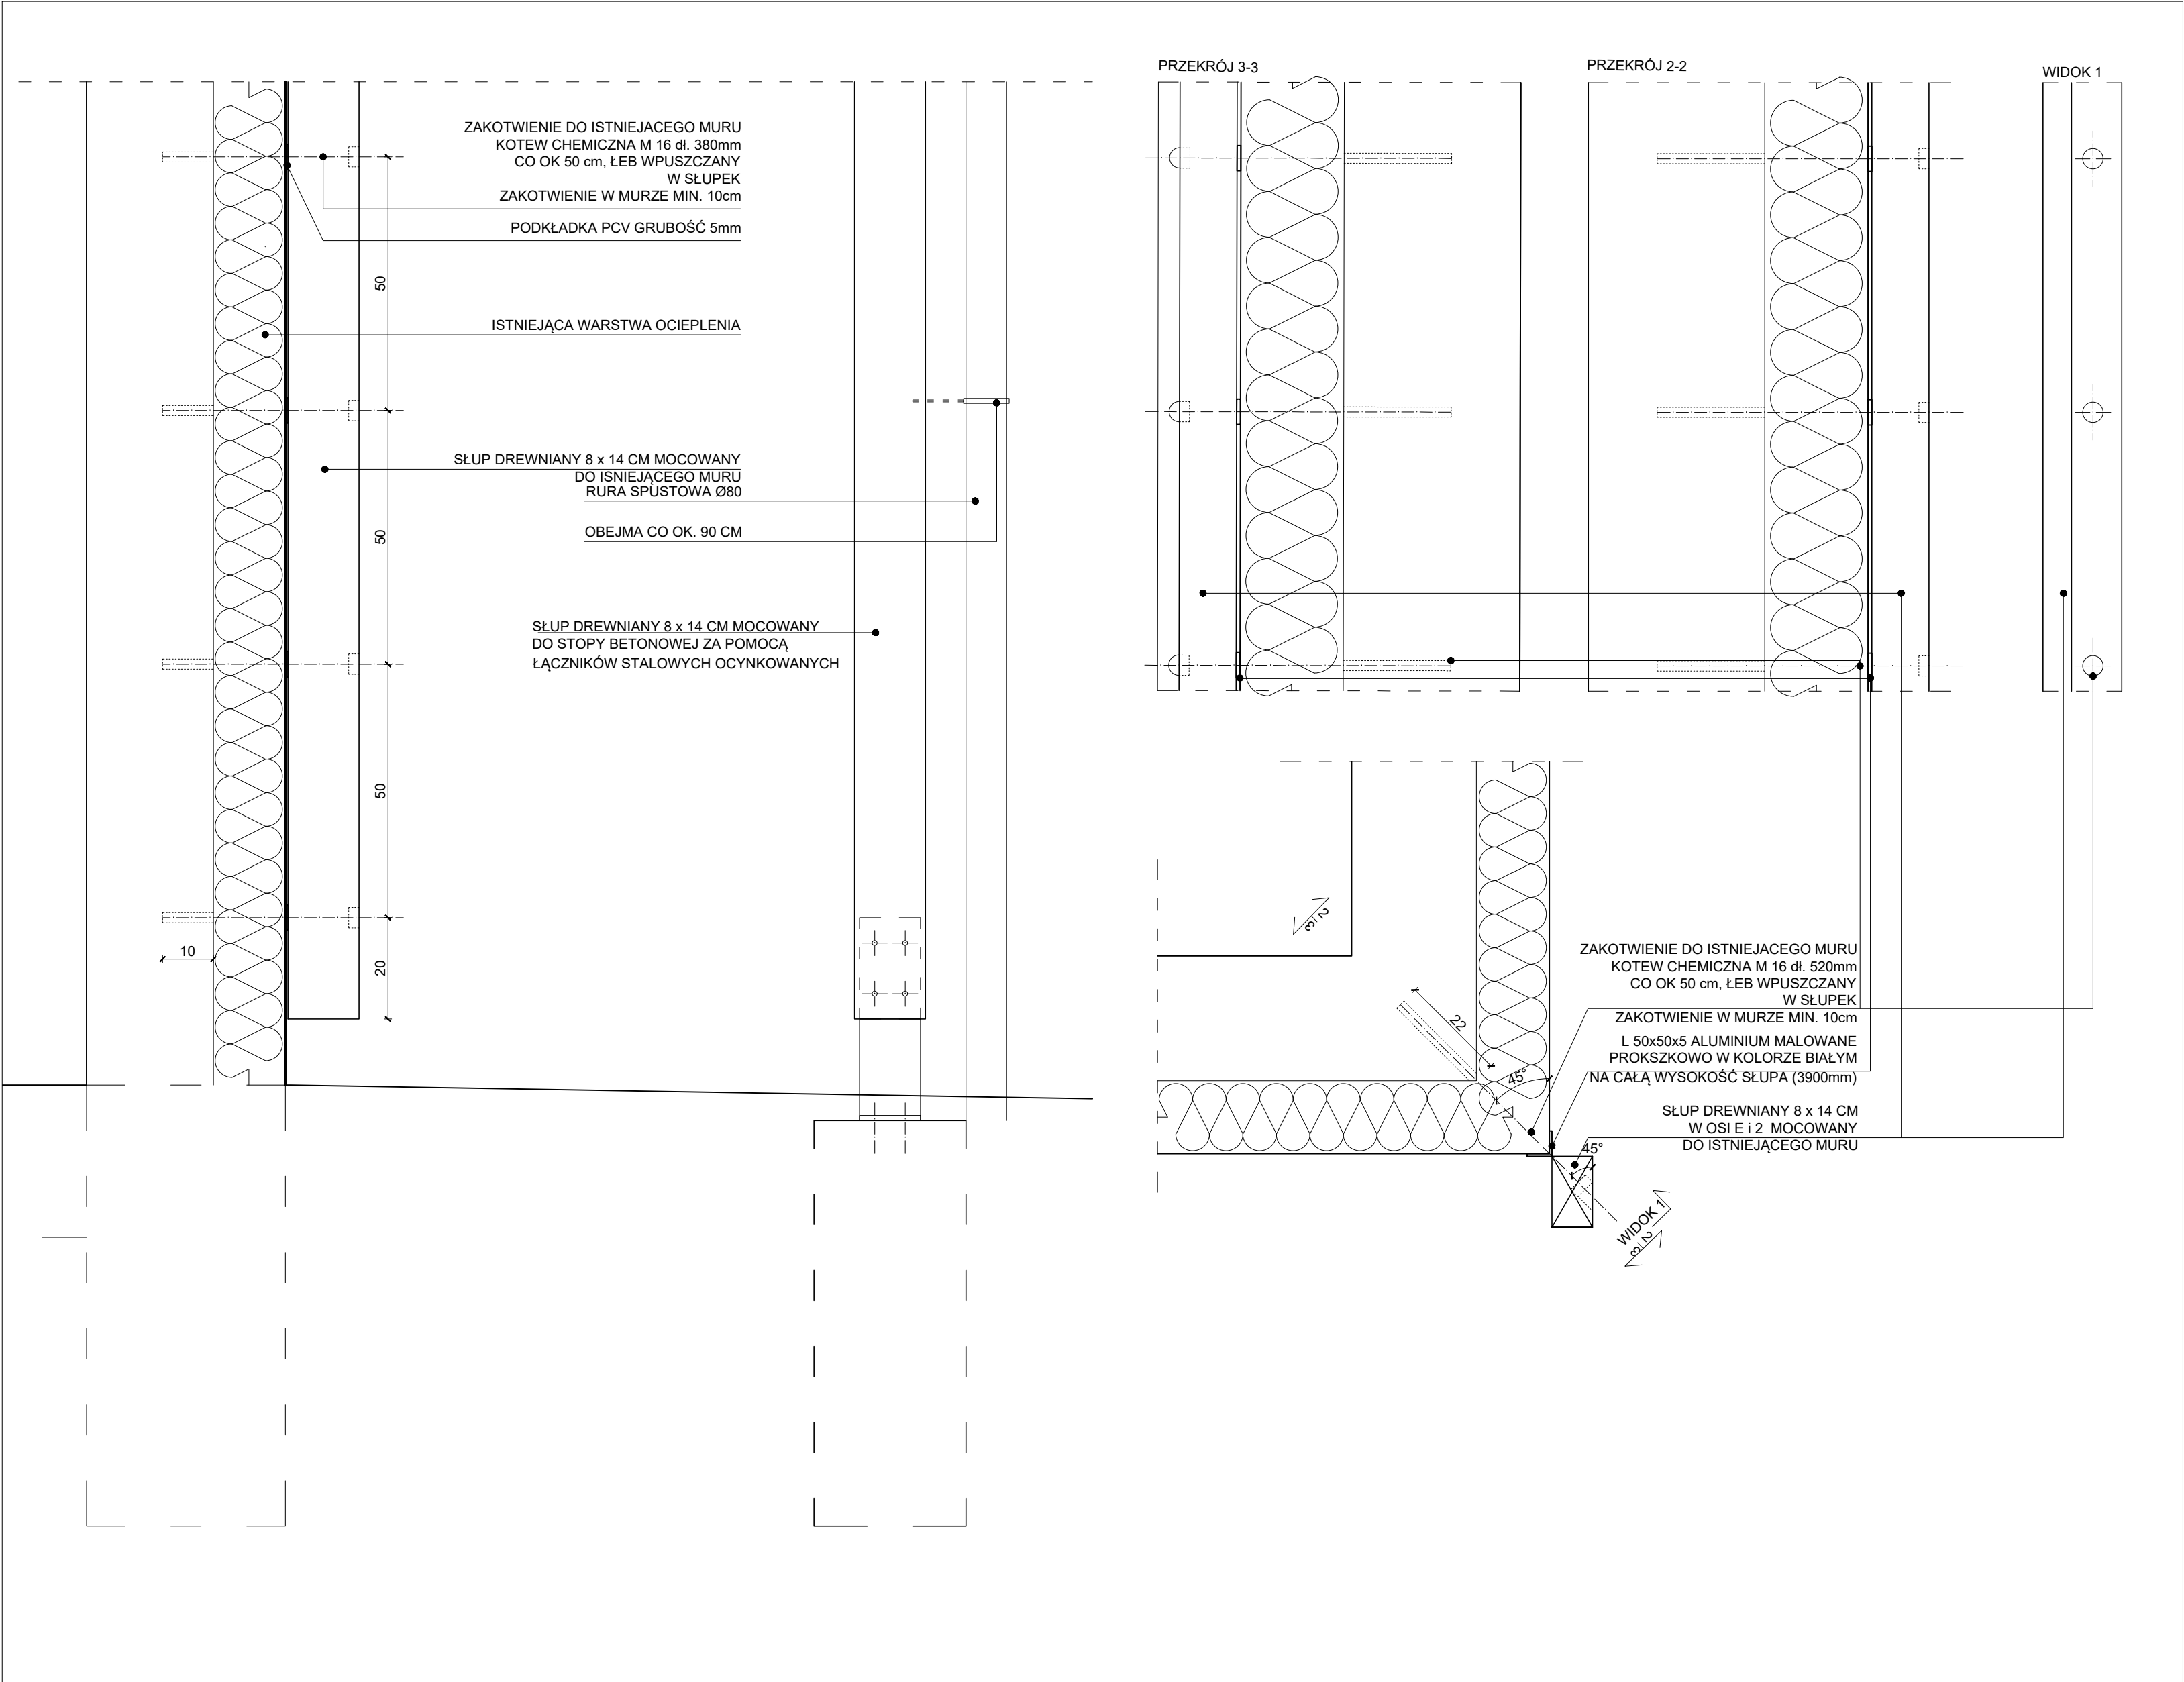 ZAKOTWIENIE DO ISTNIEJACEGO MURU
KOTEW CHEMICZNA M 16 dł. 380mm
CO OK 50 cm, ŁEB WPUSZCZANY
W SŁUPEK
ZAKOTWIENIE W MURZE MIN. 10cm
PODKŁADKA PCV GRUBOŚĆ 5mm
50
ISTNIEJĄCA WARSTWA OCIEPLENIA
SŁUP DREWNIANY 8 x 14 CM MOCOWANY
DO ISNIEJĄCEGO MURU
RURA SPUSTOWA Ø80
50
OBEJMA CO OK. 90 CM
SŁUP DREWNIANY 8 x 14 CM MOCOWANY
DO STOPY BETONOWEJ ZA POMOCĄ
ŁĄCZNIKÓW STALOWYCH OCYNKOWANYCH
50
10
20
PRZEKRÓJ 3-3
PRZEKRÓJ 2-2
WIDOK 1
2
3
22
45°
ZAKOTWIENIE DO ISTNIEJACEGO MURU
KOTEW CHEMICZNA M 16 dł. 520mm
CO OK 50 cm, ŁEB WPUSZCZANY
W SŁUPEK
ZAKOTWIENIE W MURZE MIN. 10cm
L 50x50x5 ALUMINIUM MALOWANE
PROKSZKOWO W KOLORZE BIAŁYM
NA CAŁĄ WYSOKOŚĆ SŁUPA (3900mm)
SŁUP DREWNIANY 8 x 14 CM
W OSI E i 2 MOCOWANY
DO ISTNIEJĄCEGO MURU
45°
WIDOK 1
2
3